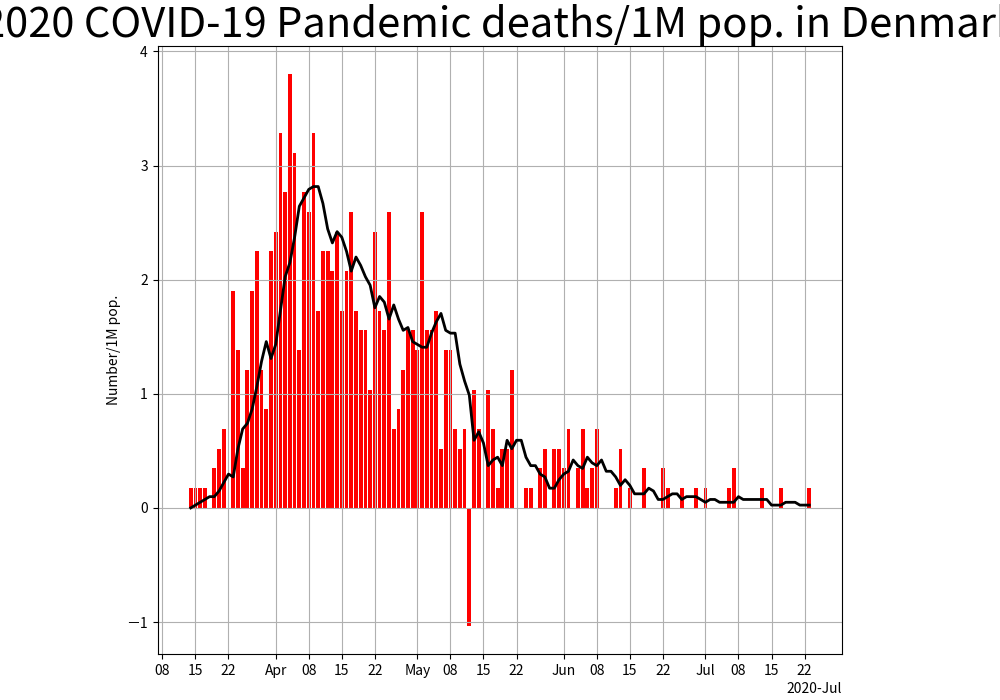 2020 COVID-19 Pandemic deaths/1M pop. in Denmark
4
3
2
1
0
−1
Number/1M pop.
08 15 22 Apr 08 15 22 May 08 15 22 Jun 08 15 22 Jul 08 15 22
2020-Jul